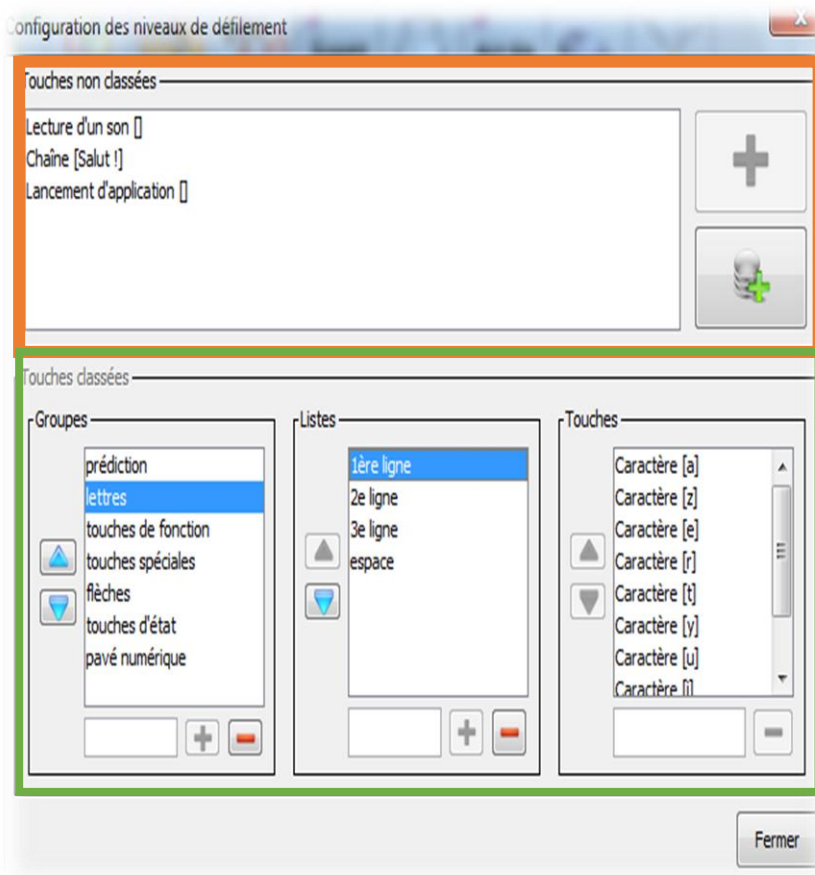 Configuration des niveaux de défilement
Touches non classées
Lecture d'un son []
Chaîne [Salut !]
Lancement d'application []
Touches classées
Groupes
prédiction
lettres
touches de fonction
touches spéciales
flèches
touches d'état
pavé numérique
Listes
1ère ligne
2e ligne
3e ligne
espace
Touches
Caractère [a]
Caractère [z]
Caractère [e]
Caractère [r]
Caractère [t]
Caractère [y]
Caractère [u]
Caractère [i]
Fermer